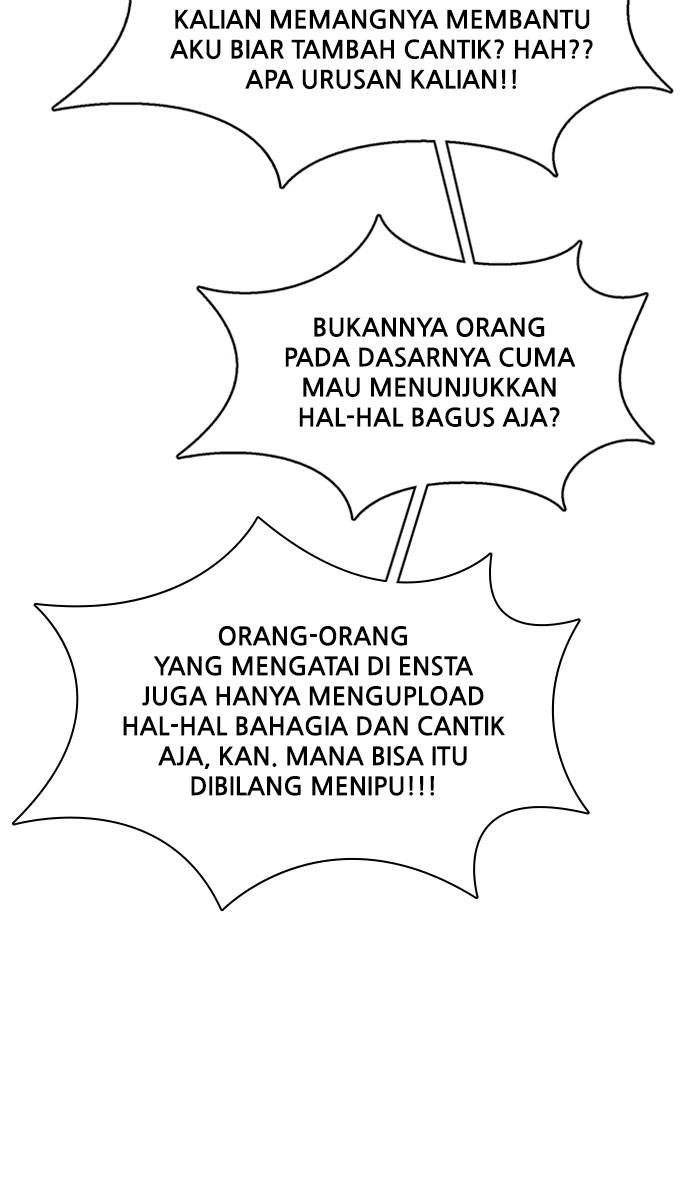 KALIAN MEMANGNYA MEMBANTU
AKU BIAR TAMBAH CANTIK? HAH??
APA URUSAN KALIAN!!
BUKANNYA ORANG
PADA DASARNYA CUMA
MAU MENUNJUKKAN
HAL-HAL BAGUS AJA?
ORANG-ORANG
YANG MENGATAI DI ENSTA
JUGA HANYA MENGUPLOAD
HAL-HAL BAHAGIA DAN CANTIK
AJA, KAN. MANA BISA ITU
DIBILANG MENIPU!!!